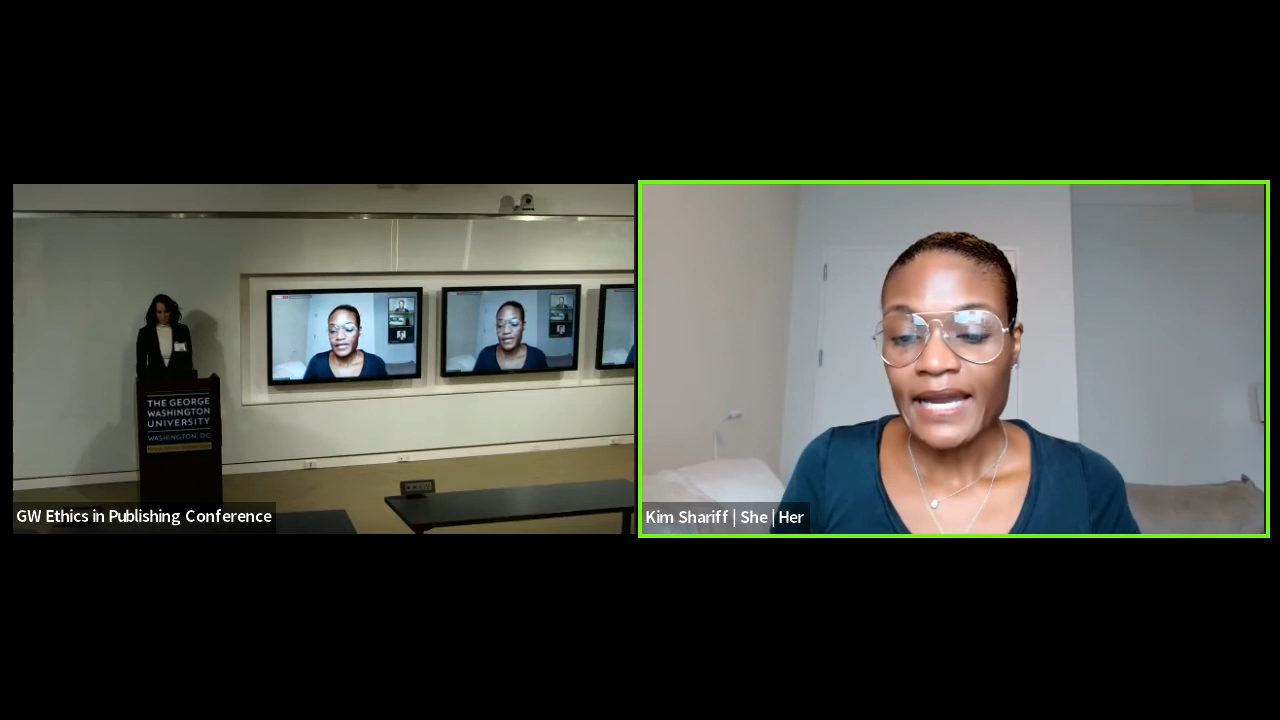 THE GEORGE
WASHINGTON
UNIVERSITY
WASHINGTON, DC
GW Ethics in Publishing Conference
Kim Shariff | She | Her